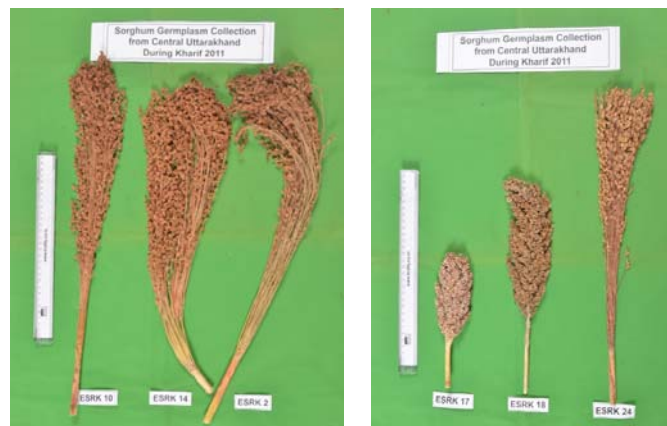 Sorghum Germplasm Collection
from Central Uttarakhand
During Kharif 2011
ESRK 10
ESRK 14
ESRK 2
Sorghum Germplasm Collection
from Central Uttarakhand
During Kharif 2011
ESRK 17
ESRK 18
ESRK 24